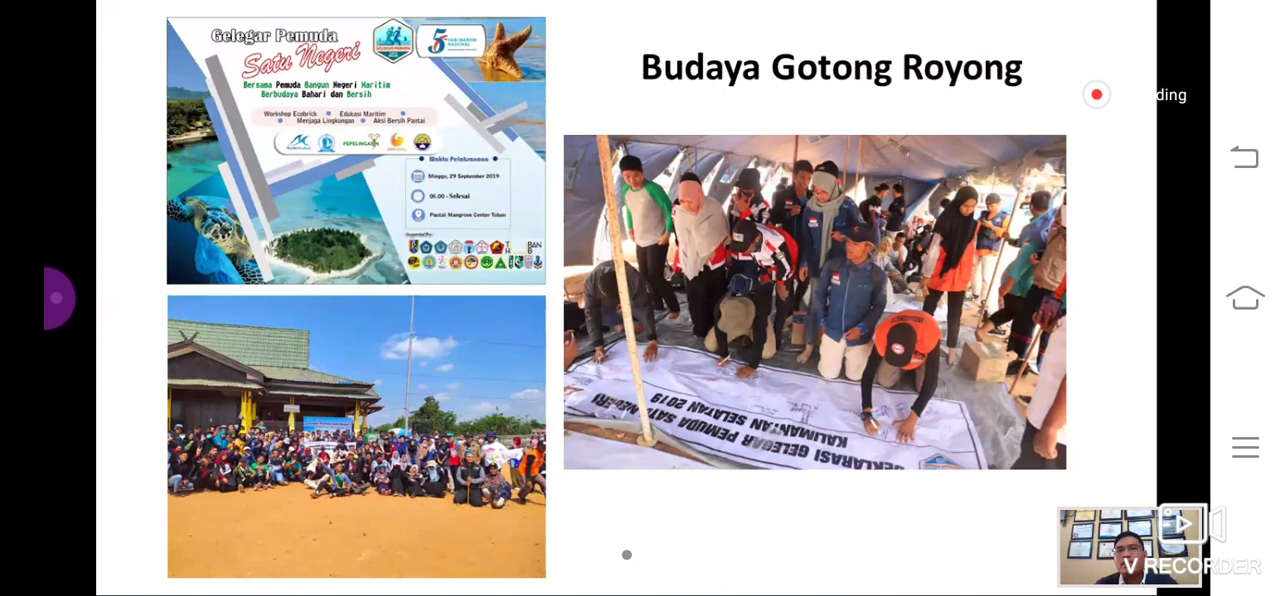 Gelegar Pemuda
Satu Negeri
Bersama Pemuda Bangun Negeri Maritim
Berbudaya Bahari dan Bersih
Workshop Ecobrick
Edukasi Maritim
Menjaga Lingkungan
Aksi Bersih Pantai
PEPELINGASIH
Waktu Pelaksanaan
Minggu, 29 September 2019
06.00 - Selesai
Pantai Mangrove Center Tuban
Budaya Gotong Royong
ding
DEKLARASI GELEGAR PEMUDA SATU NEGERI
KALIMANTAN SELATAN 2019
V RECORDER